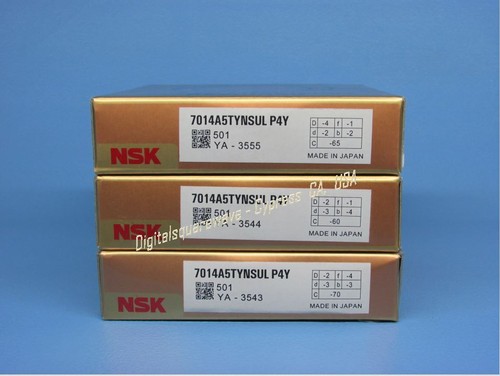 7014A5TYNSUL P4Y
501
YA - 3555
D -4 f -1
d -2 b -2
C -65
MADE IN JAPAN
NSK
7014A5TYNSUL P4Y
501
YA - 3544
D -2 f -1
d -3 b -4
C -60
MADE IN JAPAN
NSK
7014A5TYNSUL P4Y
501
YA - 3543
D -2 f -4
d -3 b -3
C -70
MADE IN JAPAN
NSK
Digitalsquarewave - Cypress CA, USA